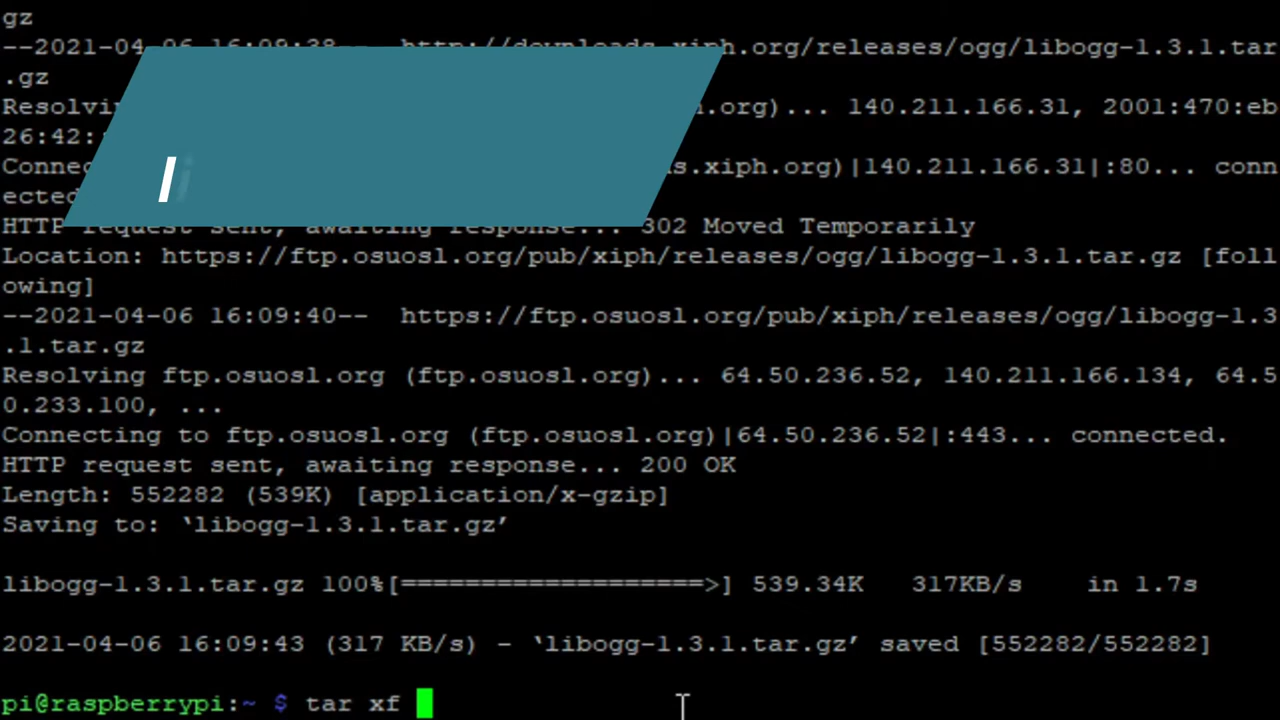 gz
--2021-04-06 16:09:38-- http://downloads.xiph.org/releases/ogg/libogg-1.3.1.tar
.gz
Resolvi h.org)... 140.211.166.31, 2001:470:eb
26:42:
Connec s.xiph.org)|140.211.166.31|:80... conn
ected
HTTP request sent, awaiting response... 302 Moved Temporarily
li
Location: https://ftp.osuosl.org/pub/xiph/releases/ogg/libogg-1.3.1.tar.gz [foll
owing]
--2021-04-06 16:09:40-- https://ftp.osuosl.org/pub/xiph/releases/ogg/libogg-1.3
.1.tar.gz
Resolving ftp.osuosl.org (ftp.osuosl.org)... 64.50.236.52, 140.211.166.134, 64.5
0.233.100, ...
Connecting to ftp.osuosl.org (ftp.osuosl.org)|64.50.236.52|:443... connected.
HTTP request sent, awaiting response... 200 OK
Length: 552282 (539K) [application/x-gzip]
Saving to: ‘libogg-1.3.1.tar.gz’
libogg-1.3.1.tar.gz 100%[===================>] 539.34K 317KB/s in 1.7s
2021-04-06 16:09:43 (317 KB/s) - ‘libogg-1.3.1.tar.gz’ saved [552282/552282]
pi@raspberrypi:~ $ tar xf